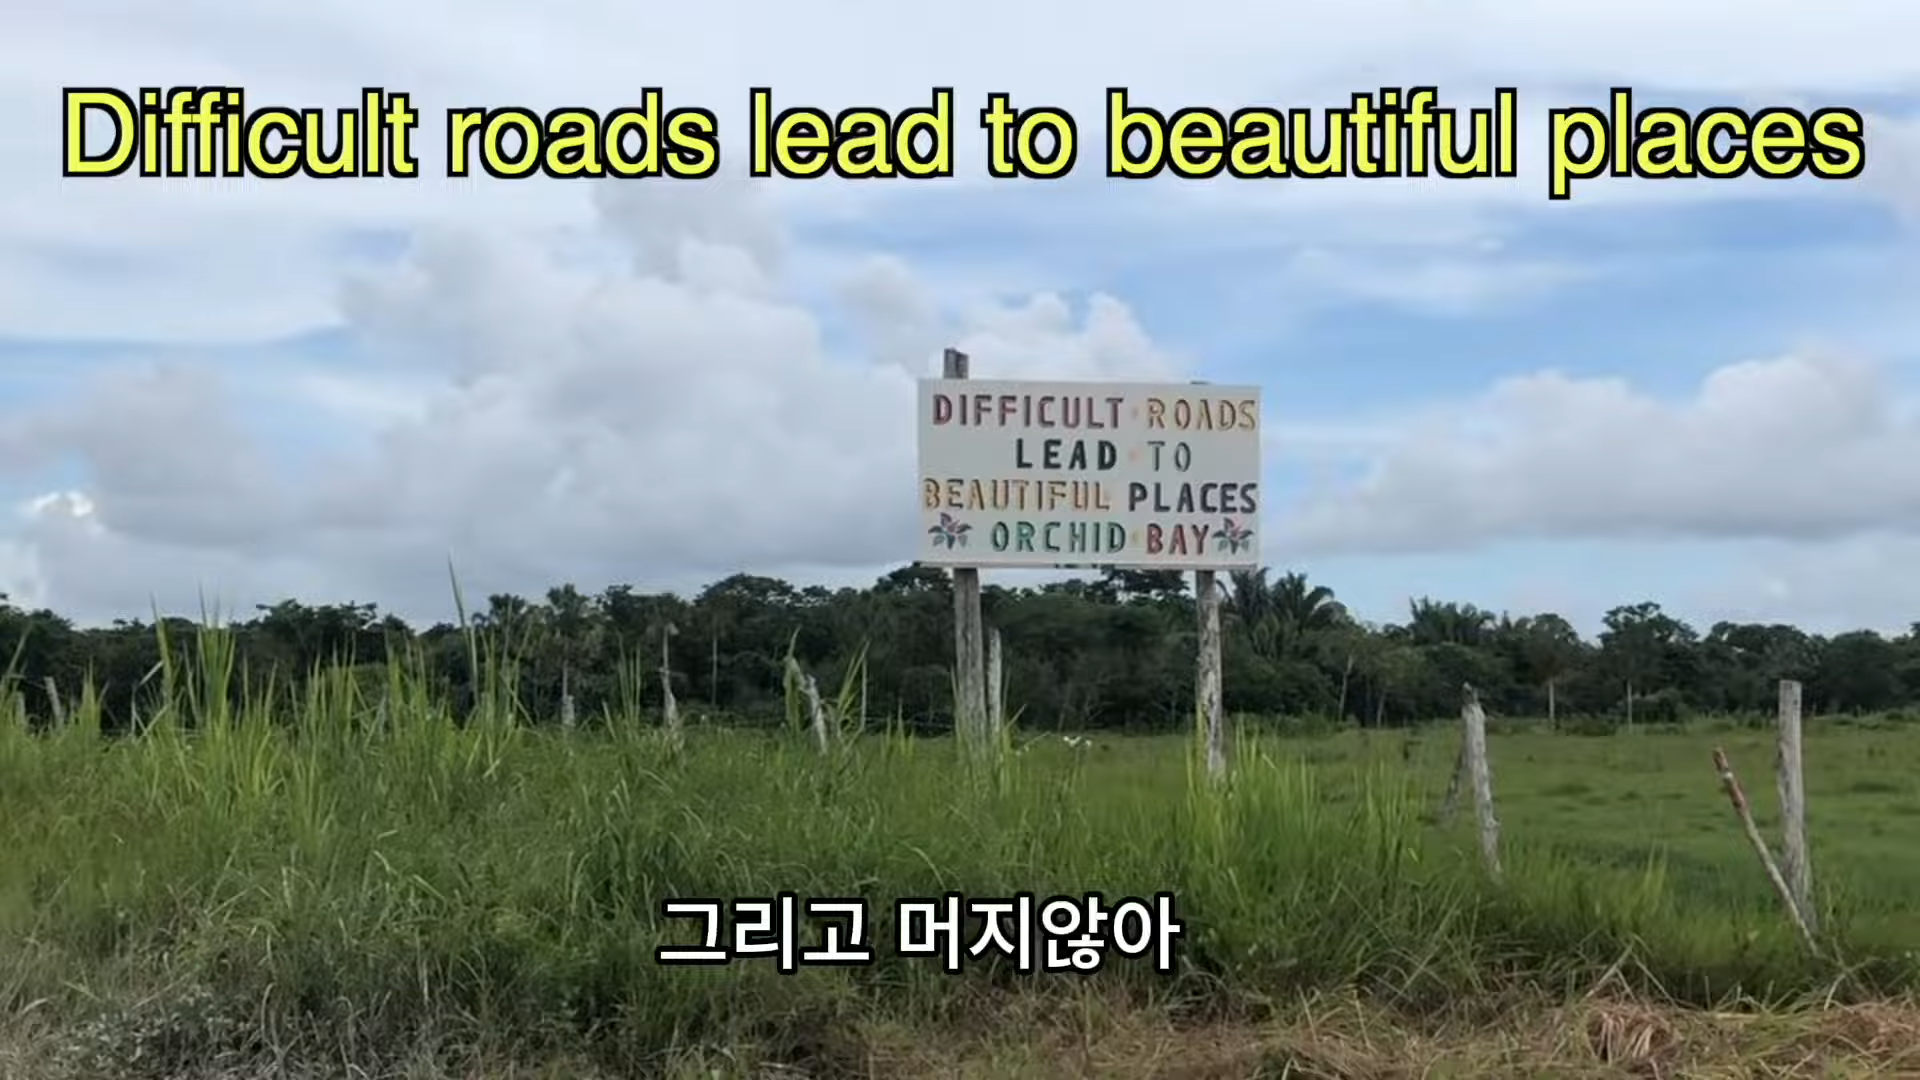 Difficult roads lead to beautiful places
DIFFICULT·ROADS
LEAD·TO
BEAUTIFUL PLACES
ORCHID·BAY
그리고 머지않아